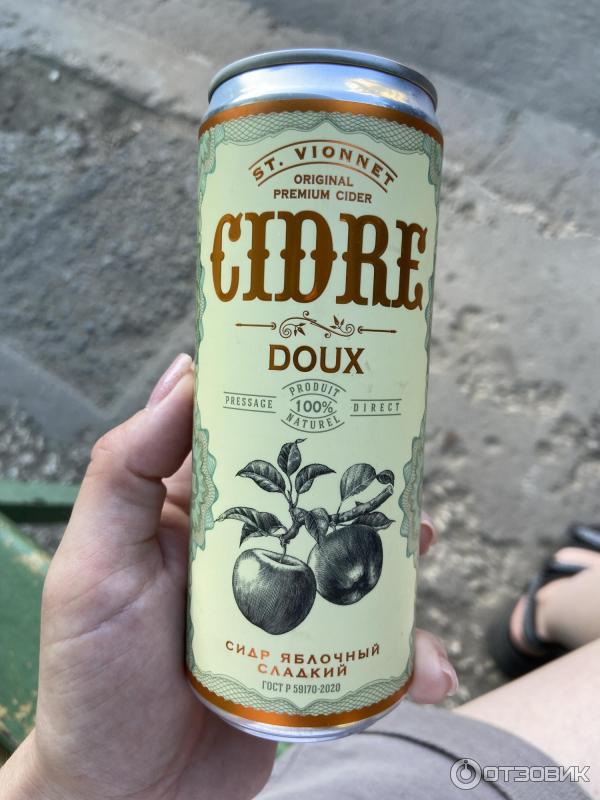 ST. VIONNET
ORIGINAL
PREMIUM CIDER
CIDRE
DOUX
PRODUIT
PRESSAGE 100% DIRECT
NATUREL
СИДР ЯБЛОЧНЫЙ
СЛАДКИЙ
ГОСТ Р 59170-2020
ОТЗОВИК